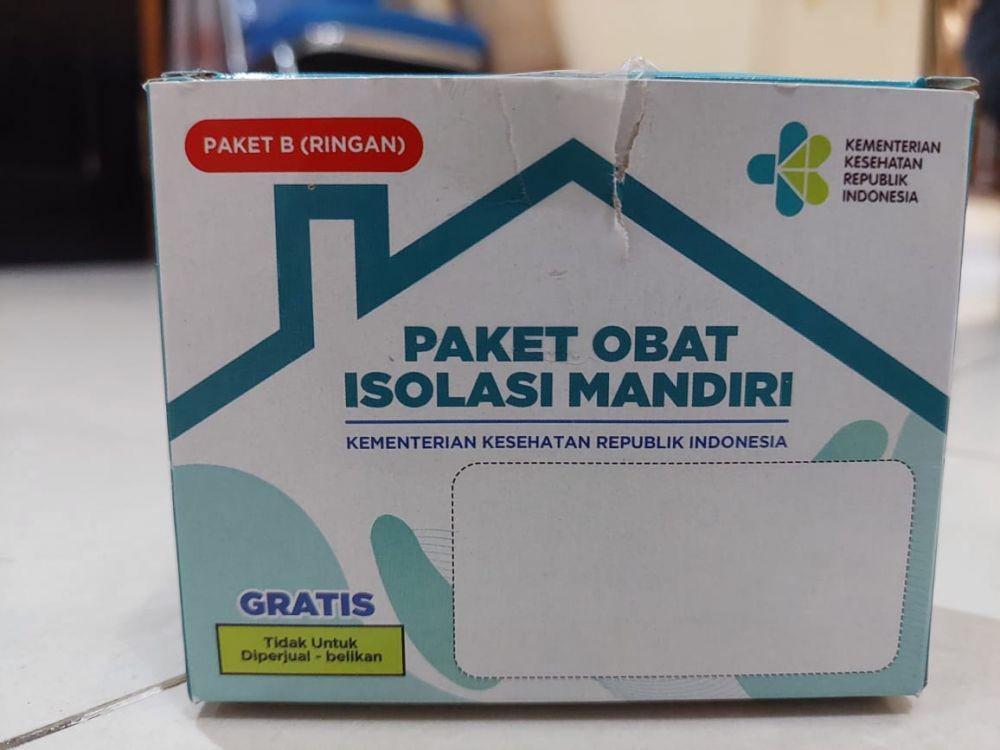 PAKET B (RINGAN)
KEMENTERIAN
KESEHATAN
REPUBLIK
INDONESIA
PAKET OBAT
ISOLASI MANDIRI
KEMENTERIAN KESEHATAN REPUBLIK INDONESIA
GRATIS
Tidak Untuk
Diperjual - belikan